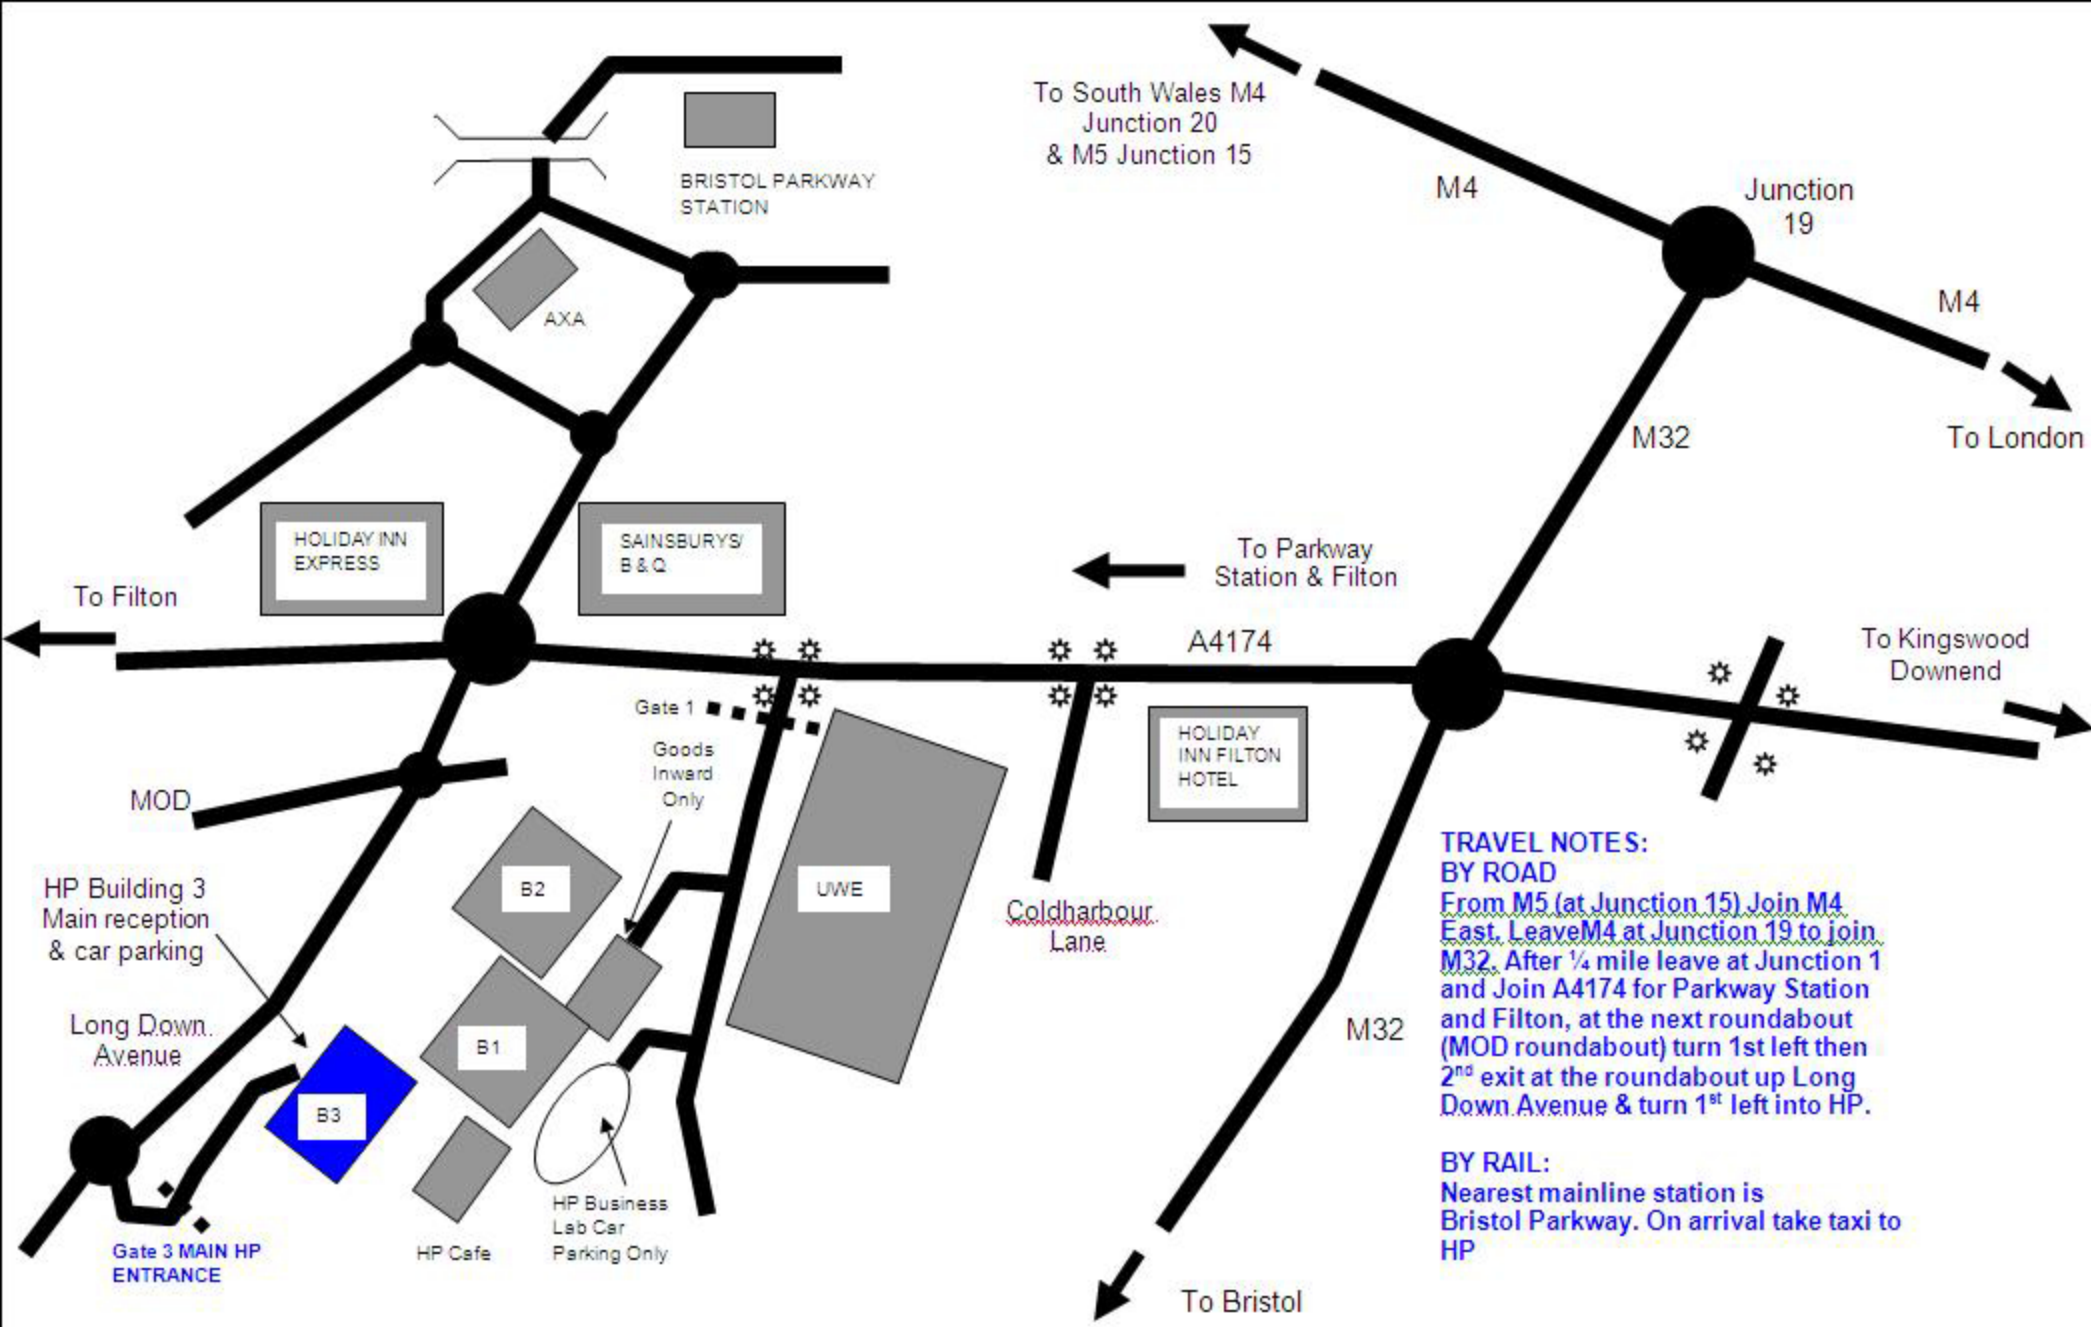 To South Wales M4
Junction 20
& M5 Junction 15
M4
Junction
19
M4
To London
M32
BRISTOL PARKWAY
STATION
AXA
HOLIDAY INN
EXPRESS
SAINSBURYS/
B & Q
To Filton
To Parkway
Station & Filton
A4174
To Kingswood
Downend
Gate 1
Goods
Inward
Only
HOLIDAY
INN FILTON
HOTEL
MOD
HP Building 3
Main reception
& car parking
B2
UWE
Coldharbour
Lane
Long Down
Avenue
B1
B3
M32
HP Business
Lab Car
Parking Only
HP Cafe
Gate 3 MAIN HP
ENTRANCE
To Bristol
TRAVEL NOTES:
BY ROAD
From M5 (at Junction 15) Join M4
East. LeaveM4 at Junction 19 to join
M32. After ¼ mile leave at Junction 1
and Join A4174 for Parkway Station
and Filton, at the next roundabout
(MOD roundabout) turn 1st left then
2nd exit at the roundabout up Long
Down Avenue & turn 1st left into HP.
BY RAIL:
Nearest mainline station is
Bristol Parkway. On arrival take taxi to
HP